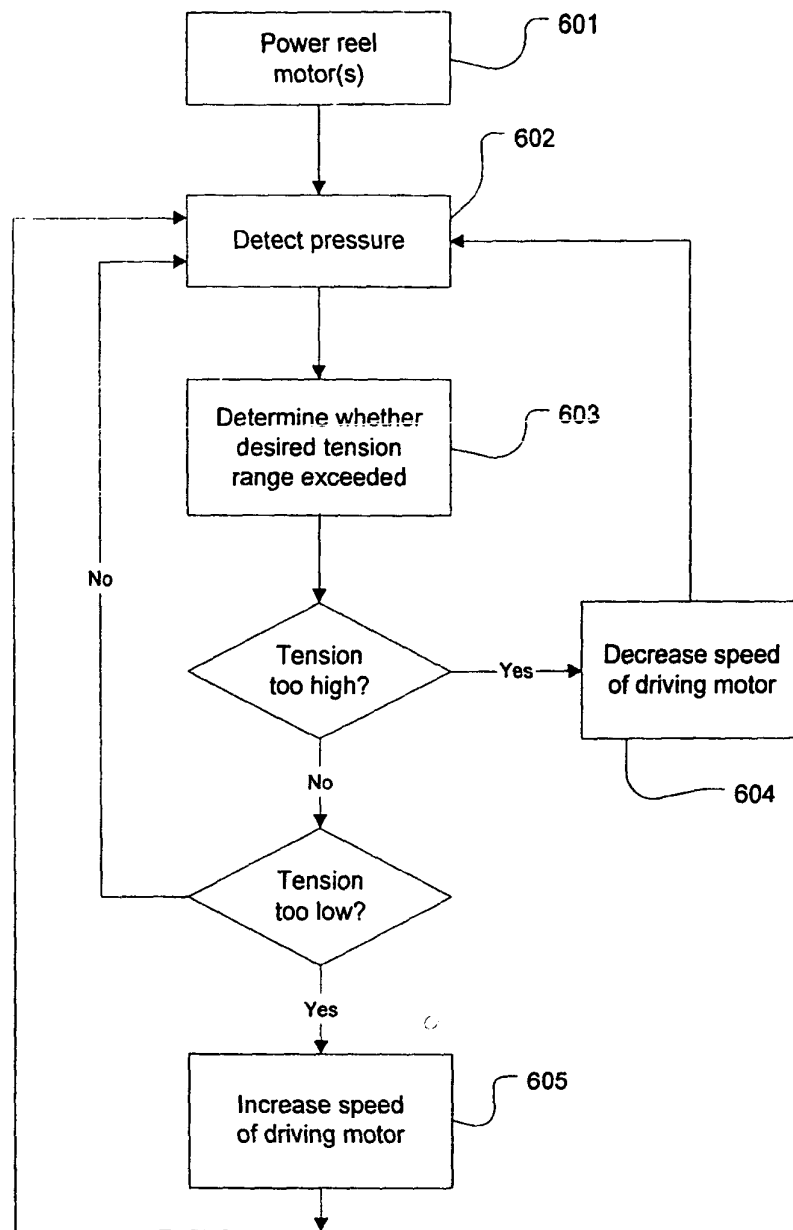 Power reel
motor(s)
601
602
Detect pressure
Determine whether
desired tension
range exceeded
603
No
Tension
too high?
Yes
Decrease speed
of driving motor
604
No
Tension
too low?
Yes
Increase speed
of driving motor
605